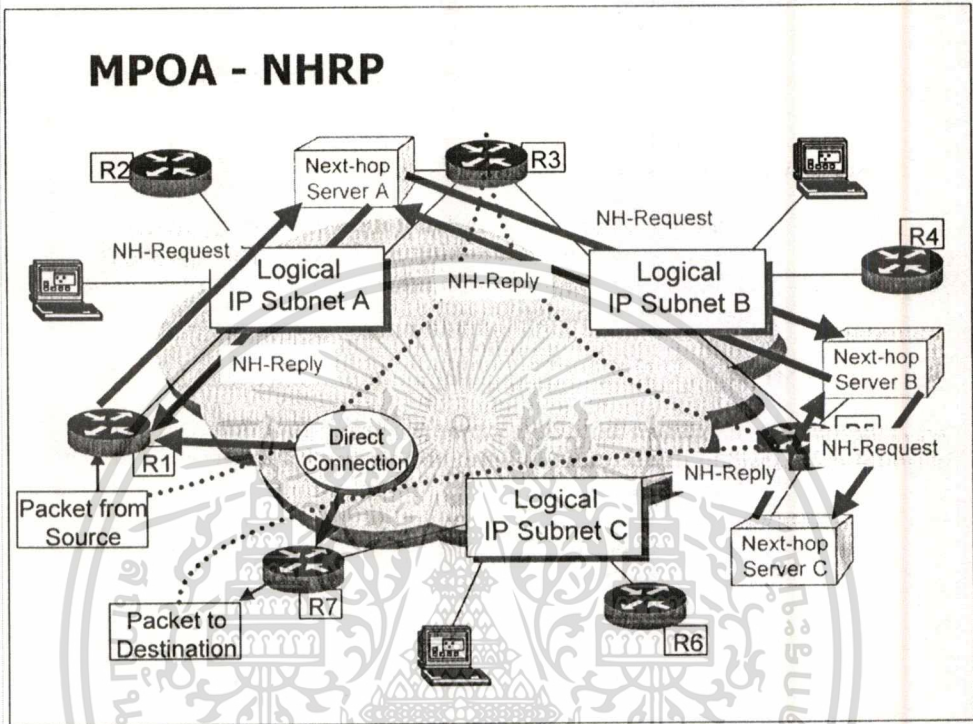 MPOA - NHRP
R2
Next-hop
Server A
R3
NH-Request
NH-Request
R4
Logical
IP Subnet A
NH-Reply
Logical
IP Subnet B
NH-Reply
Next-hop
Server B
R1
Direct
Connection
R5
NH-Request
NH-Reply
Packet from
Source
Logical
IP Subnet C
Next-hop
Server C
R7
R6
Packet to
Destination